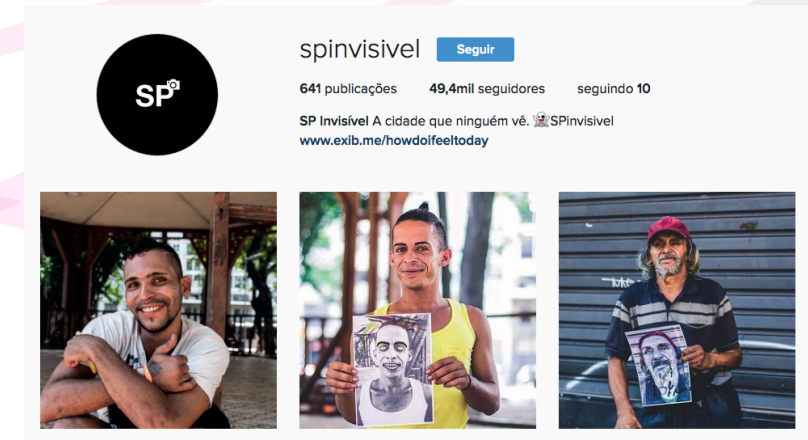 SP
spinvisivel Seguir
641 publicações 49,4mil seguidores seguindo 10
SP Invisível A cidade que ninguém vê. 👻SPinvisivel
www.exib.me/howdoifeeltoday